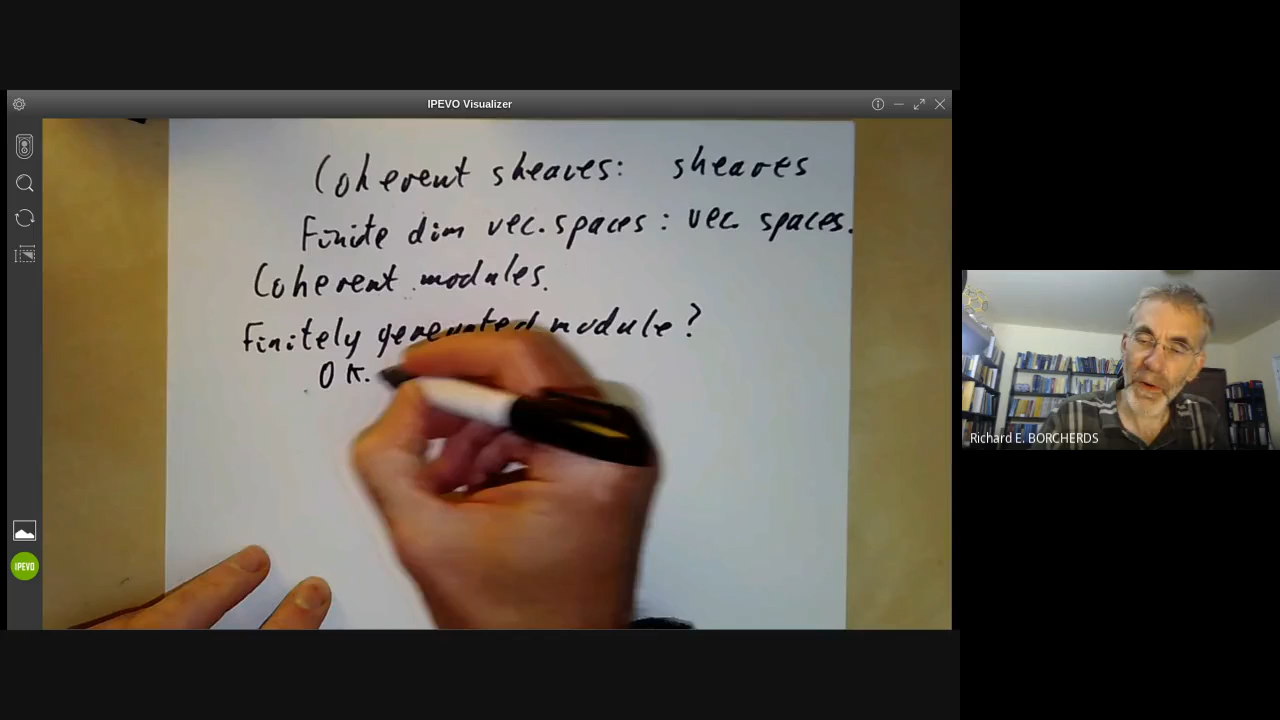 IPEVO Visualizer
Coherent sheaves: sheaves
Finite dim vec. spaces : vec. spaces.
Coherent modules.
Finitely generated module?
OK.
IPEVO
Richard E. BORCHERDS